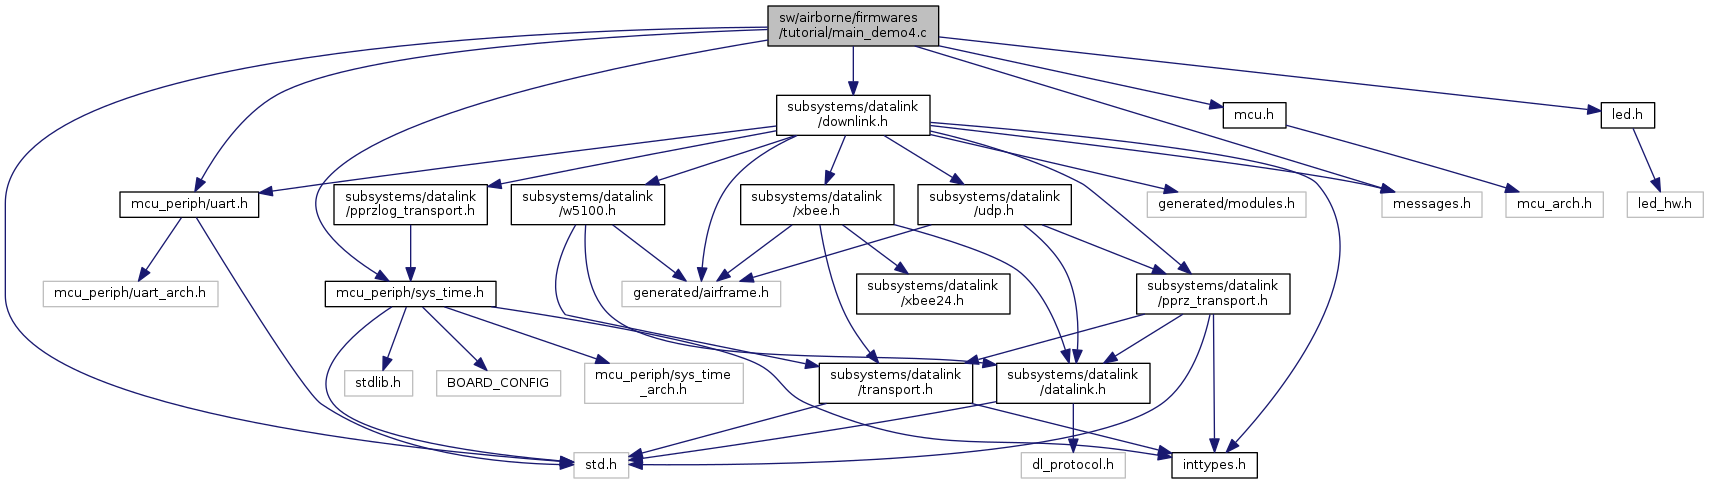 sw/airborne/firmwares
/tutorial/main_demo4.c
subsystems/datalink
/downlink.h
mcu.h
led.h
mcu_periph/uart.h
subsystems/datalink
/pprzlog_transport.h
subsystems/datalink
/w5100.h
subsystems/datalink
/xbee.h
subsystems/datalink
/udp.h
generated/modules.h
messages.h
mcu_arch.h
led_hw.h
mcu_periph/uart_arch.h
mcu_periph/sys_time.h
generated/airframe.h
subsystems/datalink
/xbee24.h
subsystems/datalink
/pprz_transport.h
stdlib.h
BOARD_CONFIG
mcu_periph/sys_time
_arch.h
subsystems/datalink
/transport.h
subsystems/datalink
/datalink.h
std.h
dl_protocol.h
inttypes.h